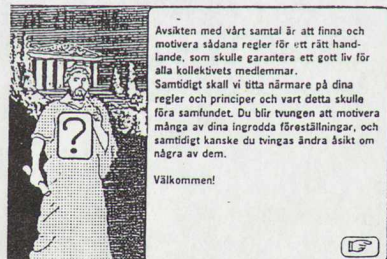 Avsikten med vårt samtal är att finna och
motivera sådana regler för ett rätt hand-
lande, som skulle garantera ett gott liv för
alla kollektivets medlemmar.
Samtidigt skall vi titta närmare på dina
regler och principer och vart detta skulle
föra samfundet. Du blir tvungen att motivera
många av dina ingrodda föreställningar, och
samtidigt kanske du tvingas ändra åsikt om
några av dem.
Välkommen!
?